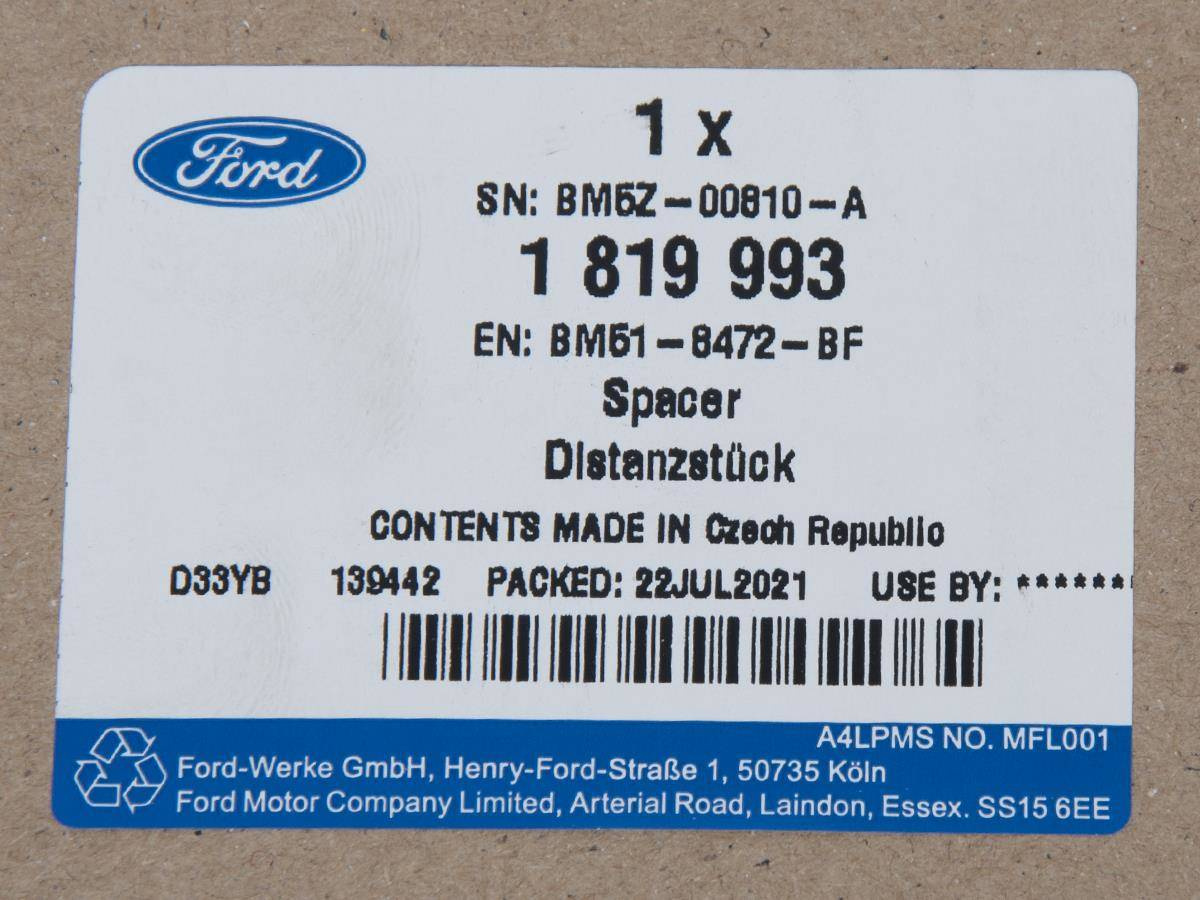 Ford
1 x
SN: BM5Z-00810-A
1 819 993
EN: BM51-8472-BF
Spacer
Distanzstück
CONTENTS MADE IN Czech Republic
D33YB 139442 PACKED: 22JUL2021 USE BY: *******
A4LPMS NO. MFL001
Ford-Werke GmbH, Henry-Ford-Straße 1, 50735 Köln
Ford Motor Company Limited, Arterial Road, Laindon, Essex. SS15 6EE